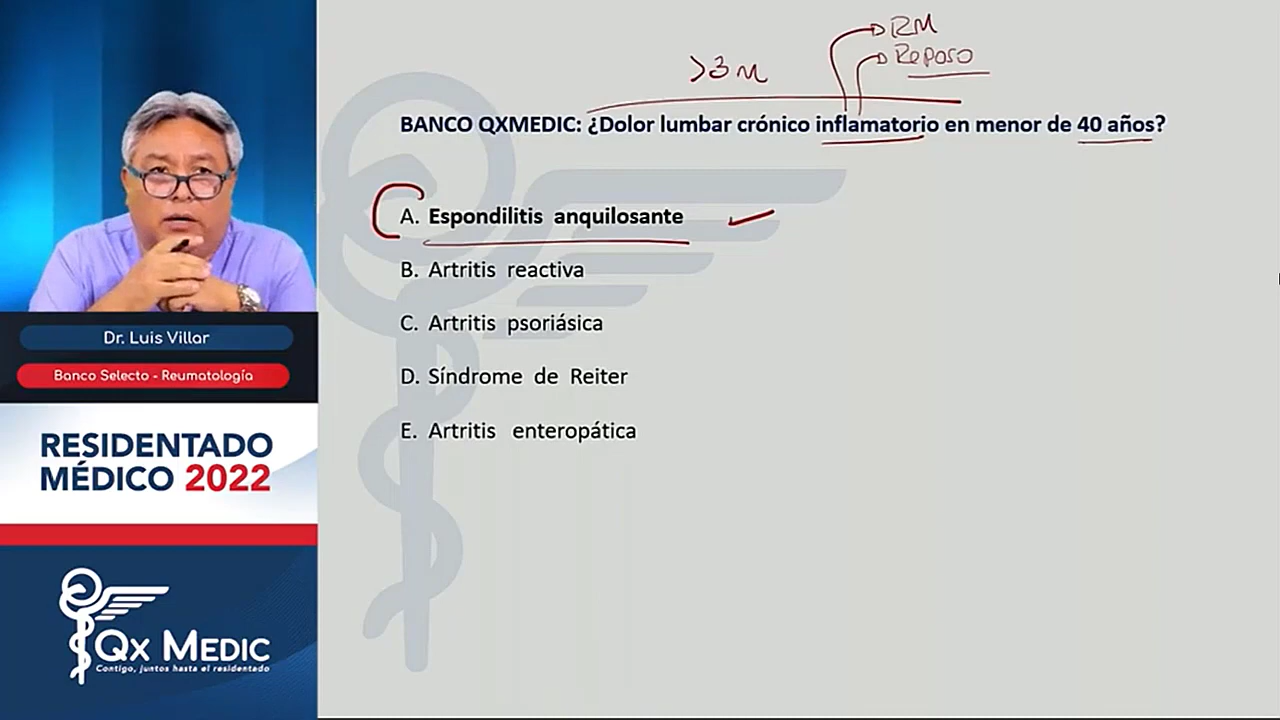 RM
Reposo
>3 m
BANCO QXMEDIC: ¿Dolor lumbar crónico inflamatorio en menor de 40 años?
A. Espondilitis anquilosante
B. Artritis reactiva
C. Artritis psoriásica
D. Síndrome de Reiter
E. Artritis enteropática
Dr. Luis Villar
Banco Selecto - Reumatología
RESIDENTADO
MÉDICO 2022
QX MEDIC
Contigo, juntos hasta el residentado